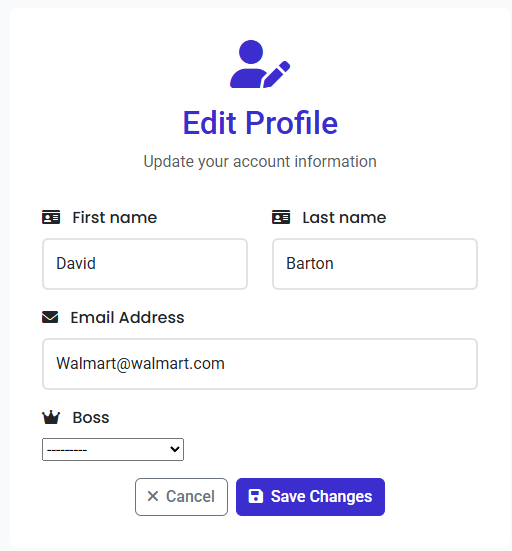 Edit Profile
Update your account information
First name Last name
David Barton
Email Address
Walmart@walmart.com
Boss
---------
Cancel Save Changes